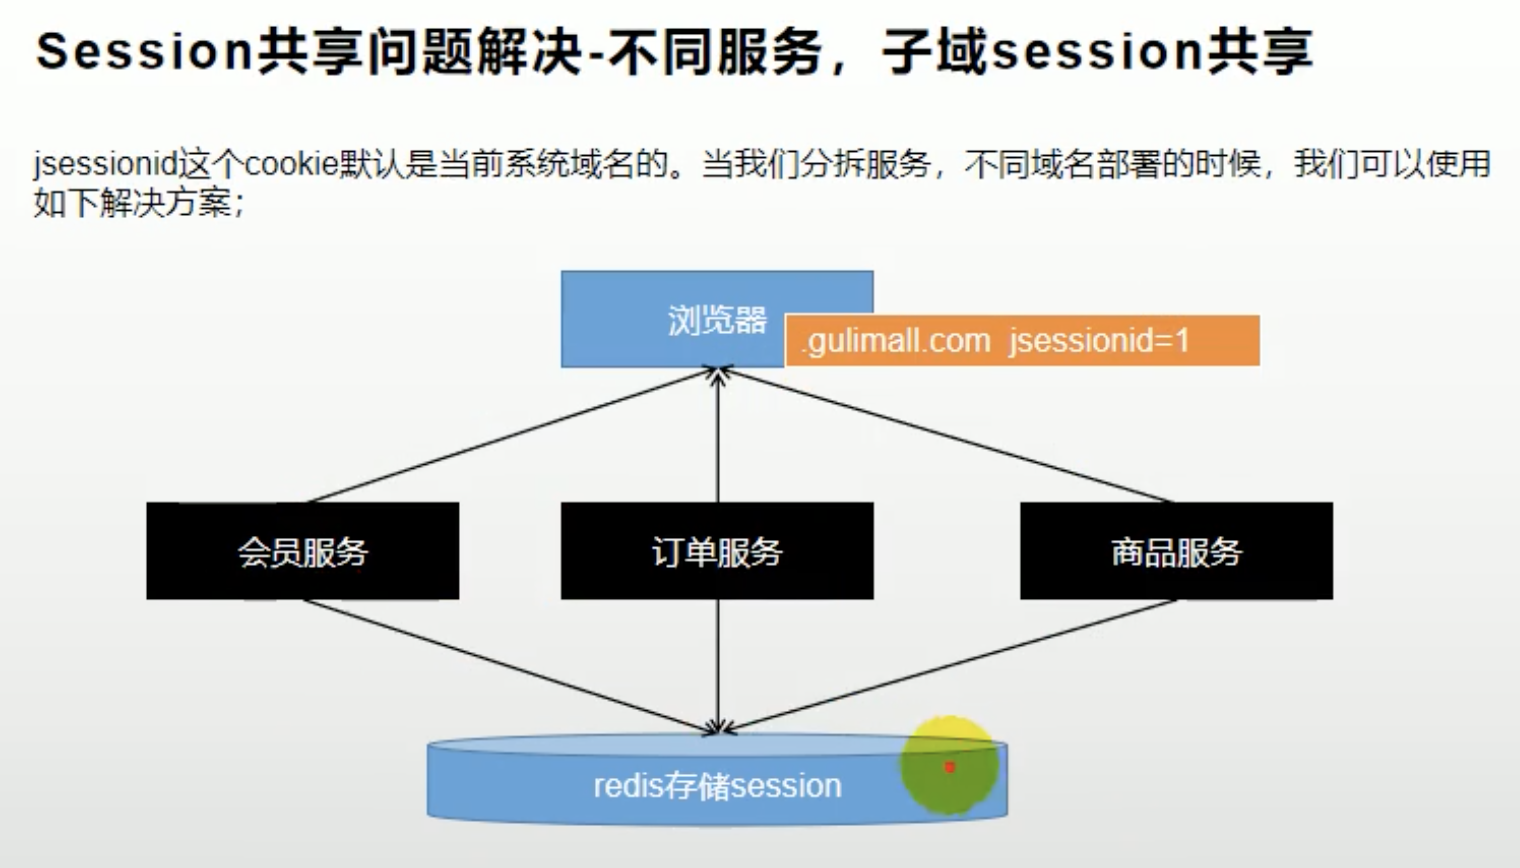 Session共享问题解决-不同服务，子域session共享
jsessionid这个cookie默认是当前系统域名的。当我们分拆服务，不同域名部署的时候，我们可以使用
如下解决方案；
浏览器
.gulimall.com jsessionid=1
会员服务
订单服务
商品服务
redis存储session